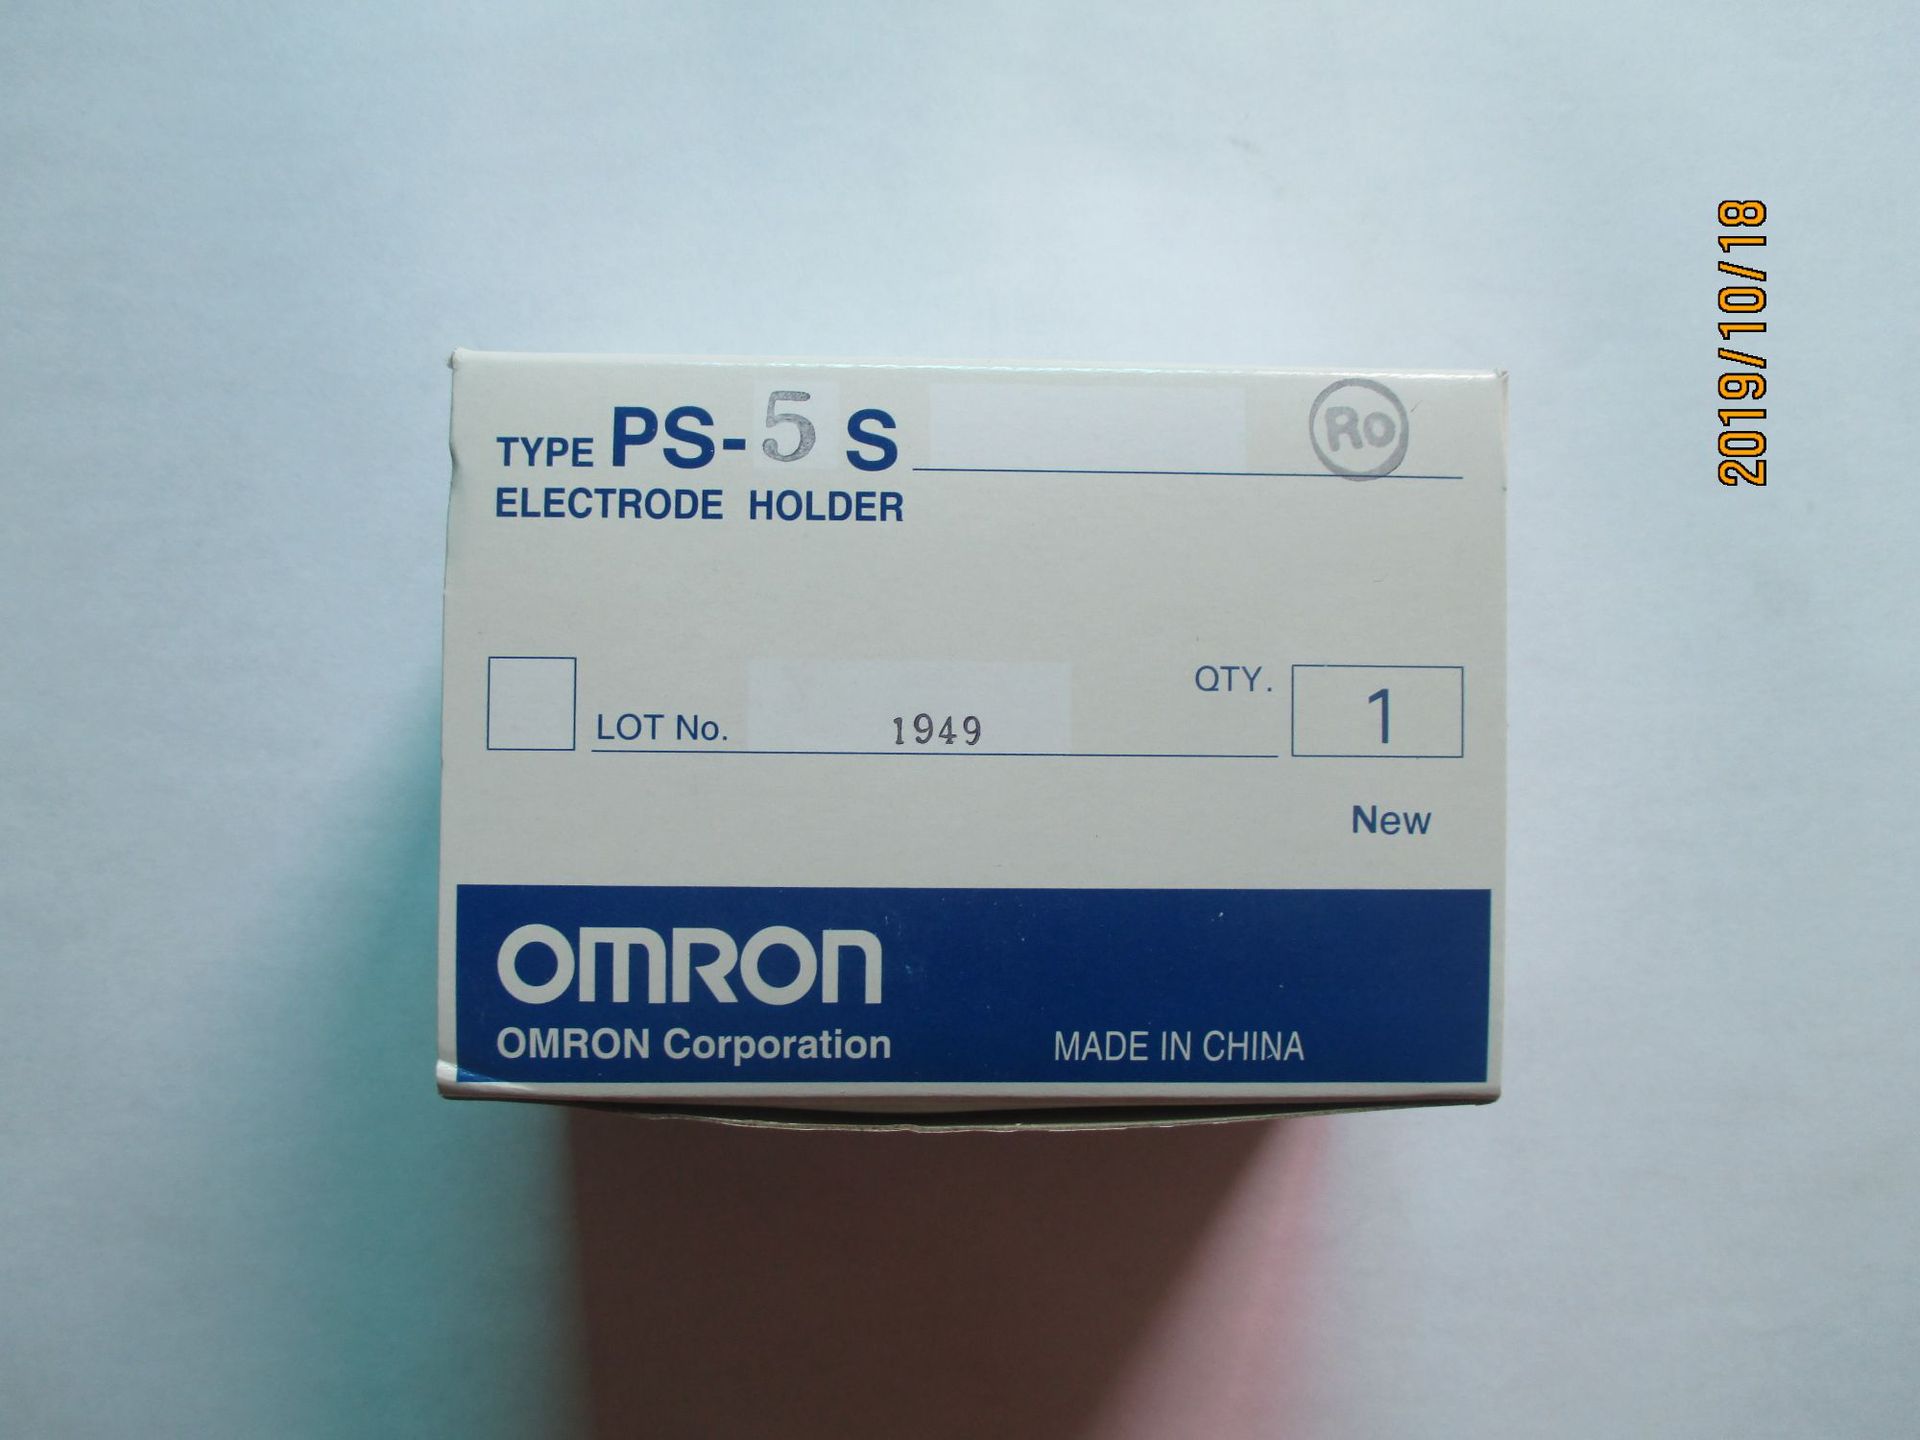 TYPE PS-5 S Ro
ELECTRODE HOLDER
LOT No. 1949 QTY. 1
New
OMRON
OMRON Corporation MADE IN CHINA
2019/10/18